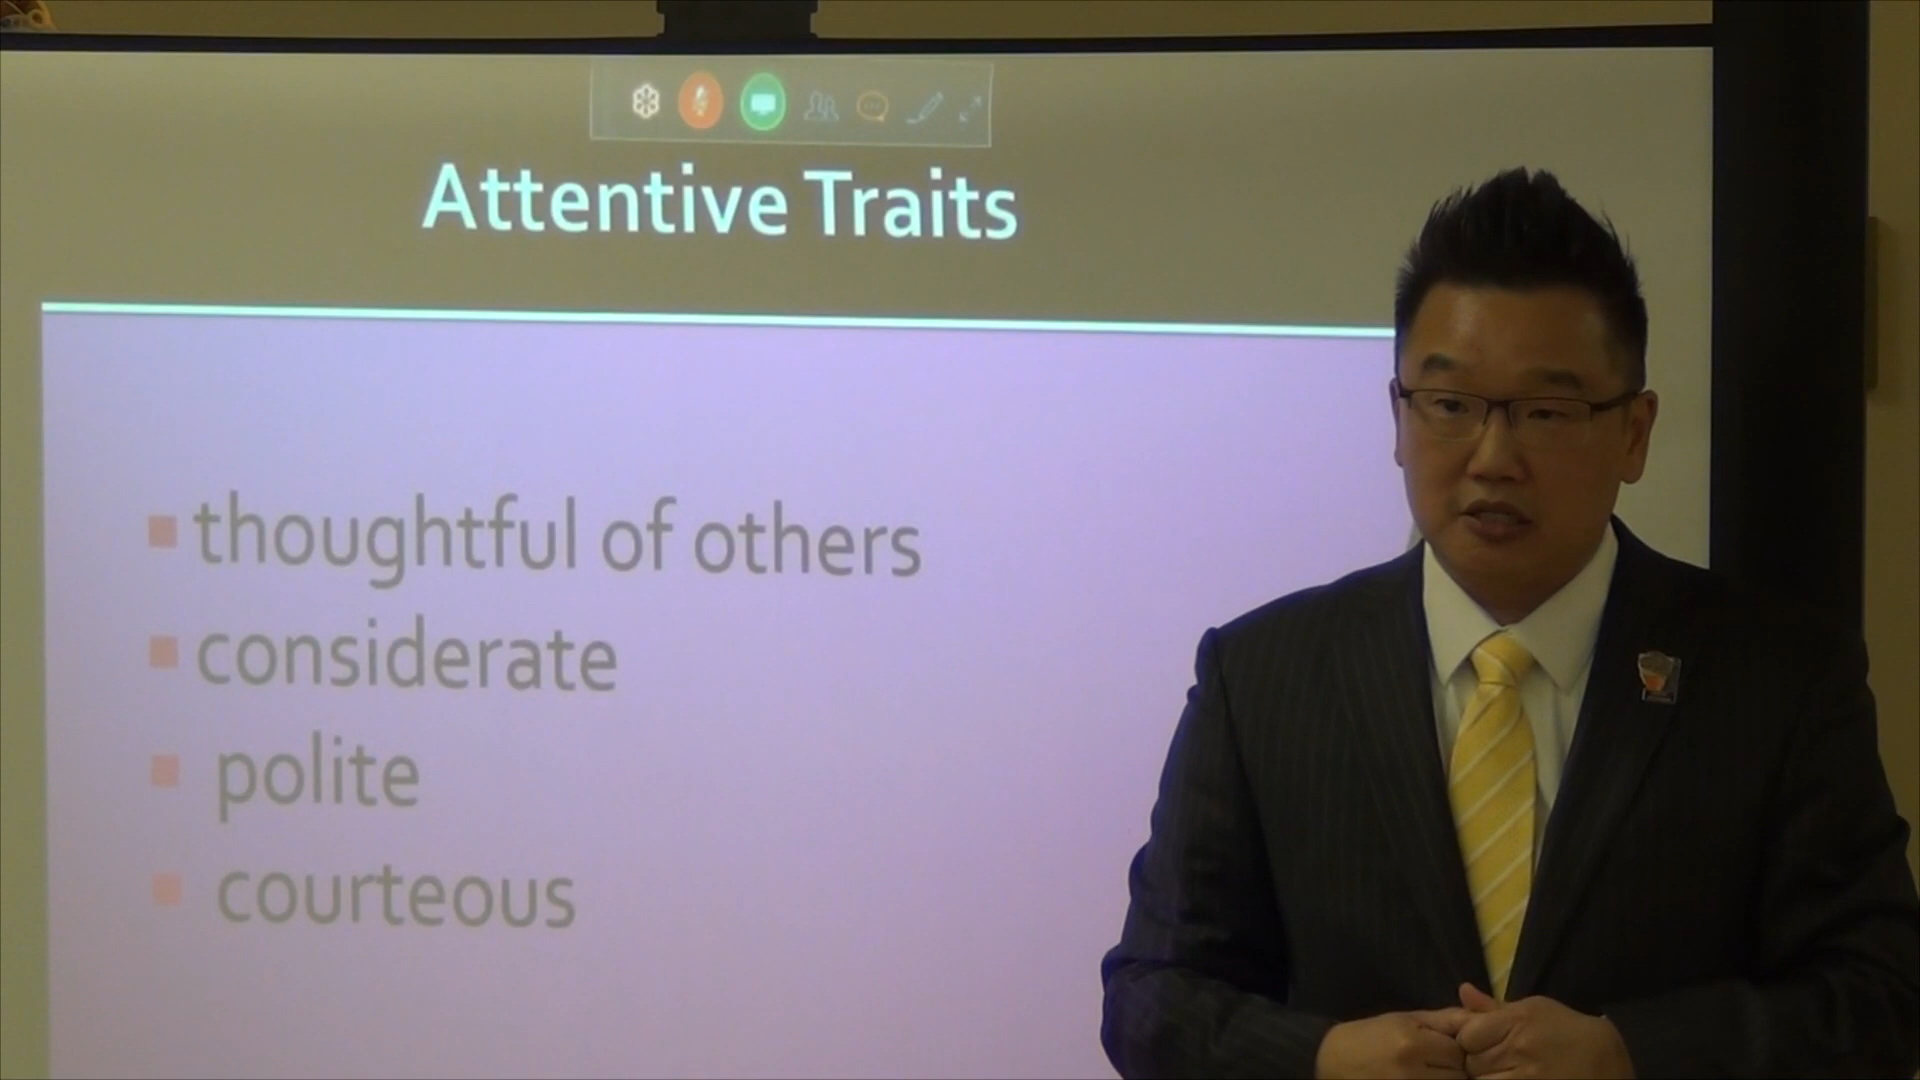 Attentive Traits
thoughtful of others
considerate
polite
courteous